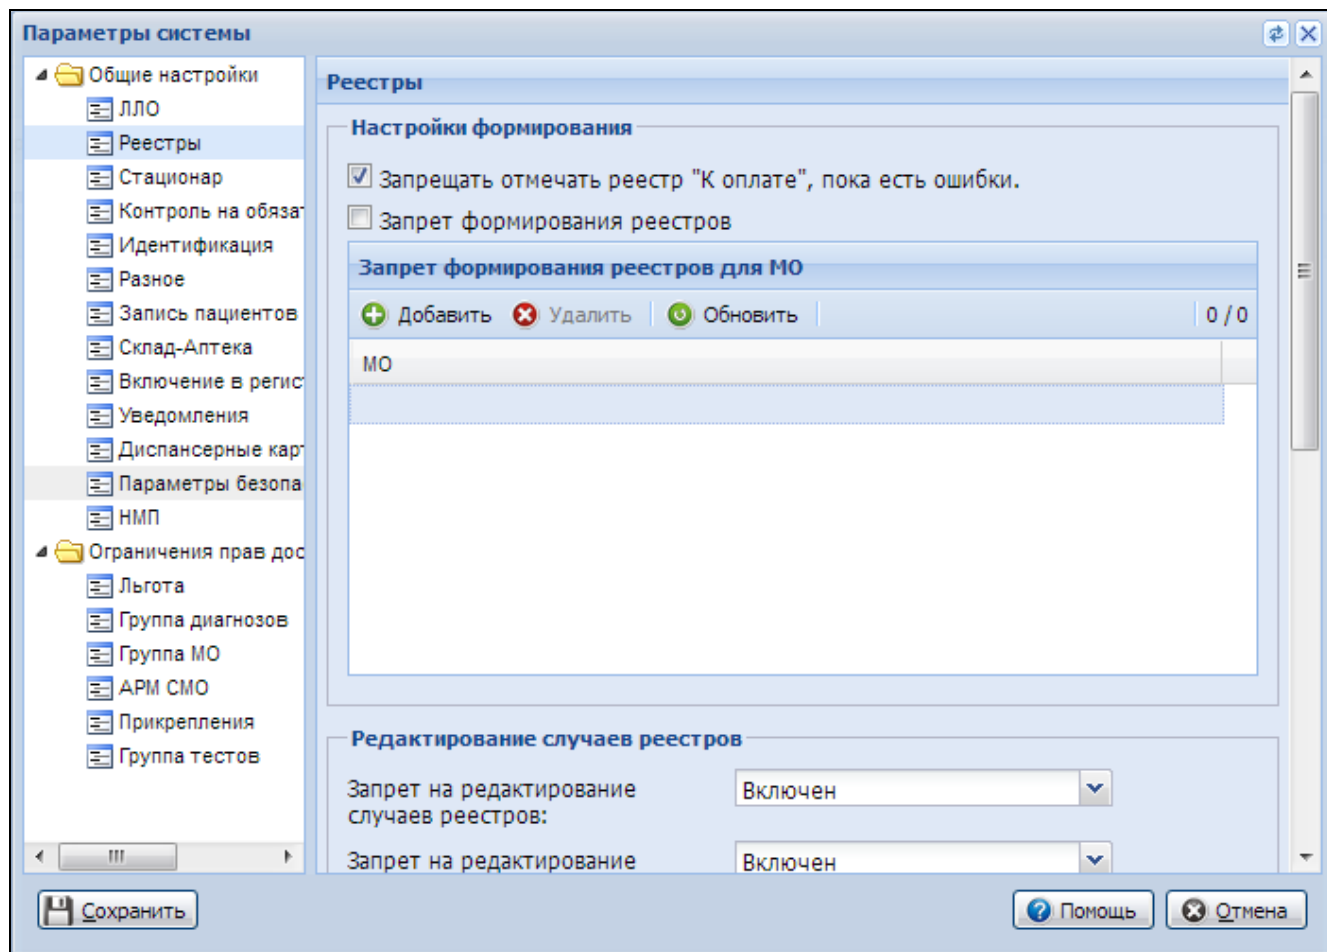 Параметры системы
Общие настройки
ЛЛО
Реестры
Стационар
Контроль на обяза
Идентификация
Разное
Запись пациентов
Склад-Аптека
Включение в регис
Уведомления
Диспансерные кар
Параметры безопа
НМП
Ограничения прав дос
Льгота
Группа диагнозов
Группа МО
АРМ СМО
Прикрепления
Группа тестов
Реестры
Настройки формирования
Запрещать отмечать реестр "К оплате", пока есть ошибки.
Запрет формирования реестров
Запрет формирования реестров для МО
Добавить Удалить Обновить 0 / 0
МО
Редактирование случаев реестров
Запрет на редактирование Включен
случаев реестров:
Запрет на редактирование Включен
Сохранить Помощь Отмена